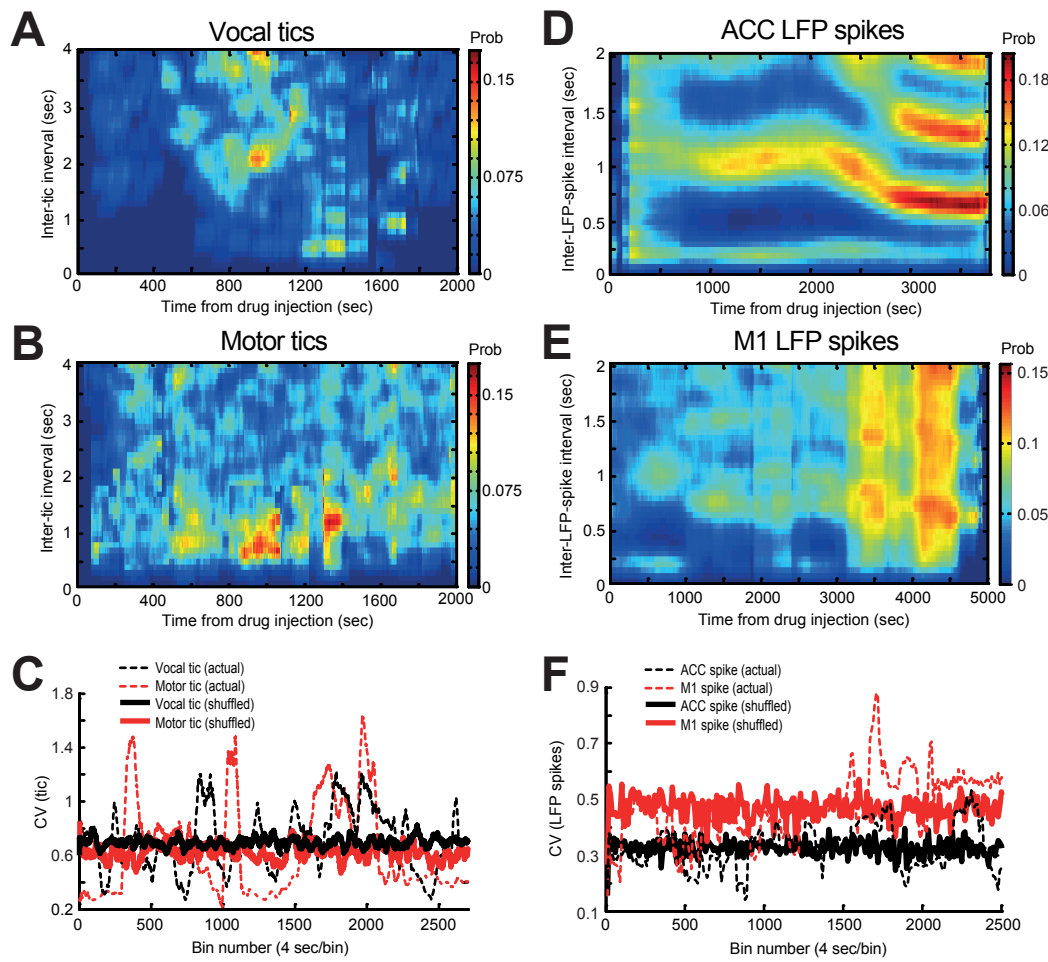 A
Vocal tics
Prob
4
3
2
1
0
0.15
0.075
0
Inter-tic inverval (sec)
0 400 800 1200 1600 2000
Time from drug injection (sec)
D
ACC LFP spikes
Prob
2
1.5
1
0.5
0
0.18
0.12
0.06
0
Inter-LFP-spike interval (sec)
1000 2000 3000
Time from drug injection (sec)
B
Motor tics
Prob
4
3
2
1
0
0.15
0.075
0
Inter-tic inverval (sec)
0 400 800 1200 1600 2000
Time from drug injection (sec)
E
M1 LFP spikes
Prob
2
1.5
1
0.5
0
0.15
0.1
0.05
0
Inter-LFP-spike interval (sec)
0 1000 2000 3000 4000 5000
Time from drug injection (sec)
C
Vocal tic (actual)
Motor tic (actual)
Vocal tic (shuffled)
Motor tic (shuffled)
1.8
1.4
1
0.6
0.2
CV (tic)
0 500 1000 1500 2000 2500
Bin number (4 sec/bin)
F
ACC spike (actual)
M1 spike (actual)
ACC spike (shuffled)
M1 spike (shuffled)
0.9
0.7
0.5
0.3
0.1
CV (LFP spikes)
0 500 1000 1500 2000 2500
Bin number (4 sec/bin)